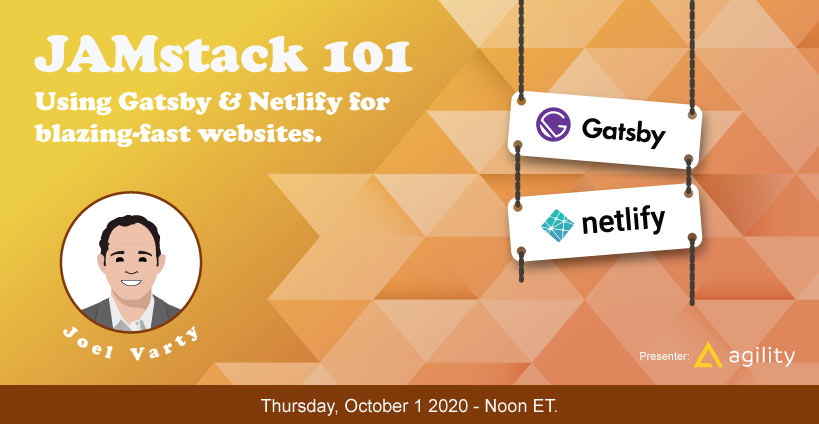 JAMstack 101
Using Gatsby & Netlify for
blazing-fast websites.
Gatsby
netlify
Joel Varty
Presenter: agility
Thursday, October 1 2020 - Noon ET.